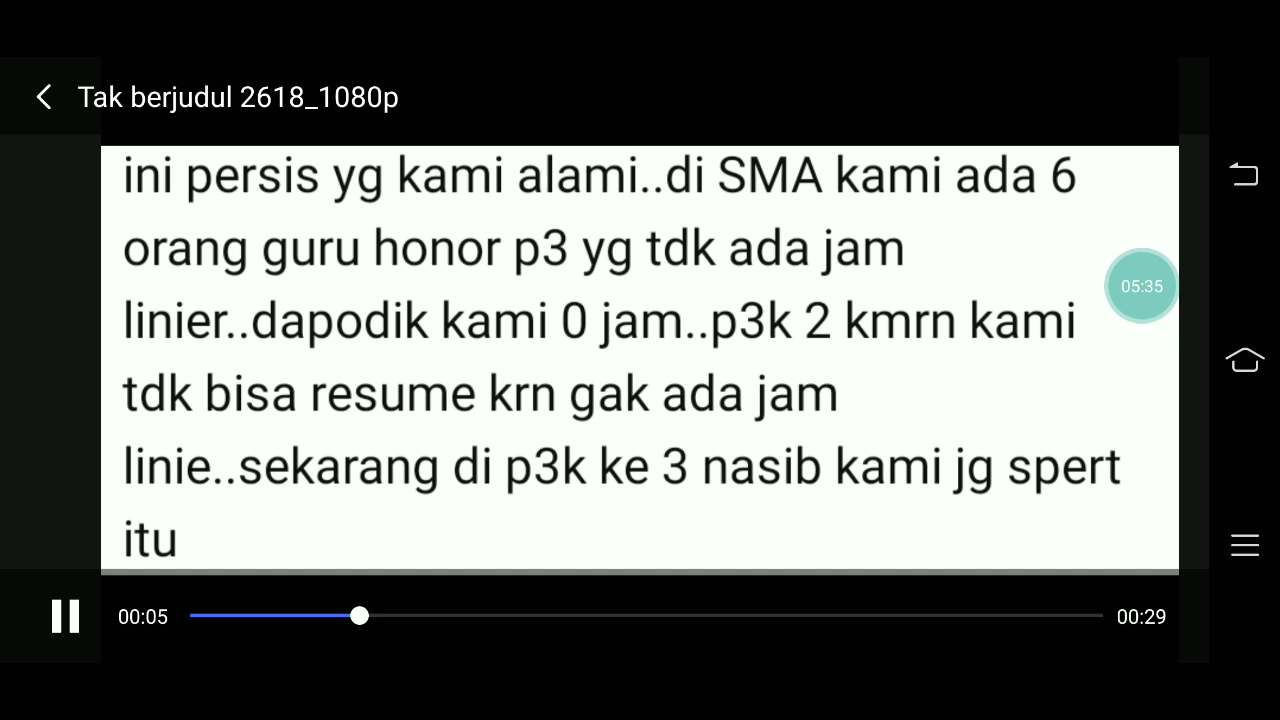 Tak berjudul 2618_1080p
ini persis yg kami alami..di SMA kami ada 6
orang guru honor p3 yg tdk ada jam
05:35
linier..dapodik kami 0 jam..p3k 2 kmrn kami
tdk bisa resume krn gak ada jam
linie..sekarang di p3k ke 3 nasib kami jg spert
itu
00:05
00:29